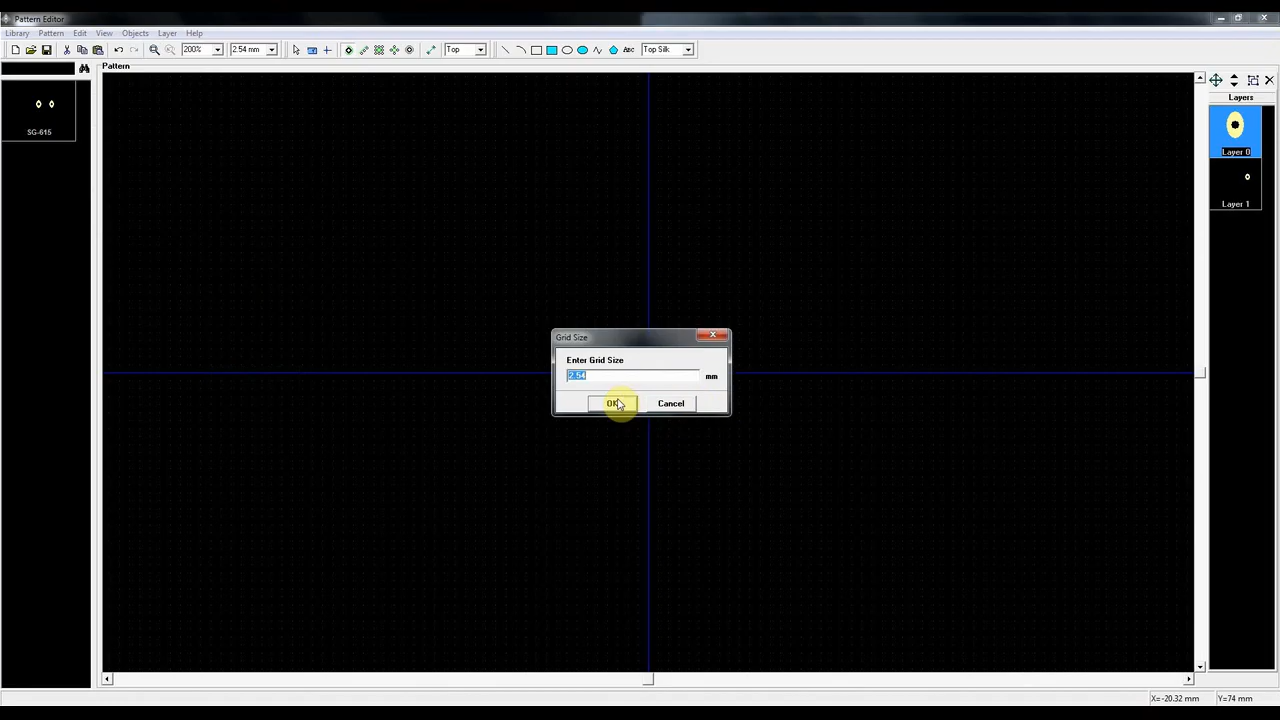 Pattern Editor
Library Pattern Edit View Objects Layer Help
200% 2.54 mm Top Abc Top Silk
Pattern
SG-615
Layers
Layer 0
Layer 1
Grid Size
Enter Grid Size
2.54 mm
OK Cancel
X=-20.32 mm Y=74 mm